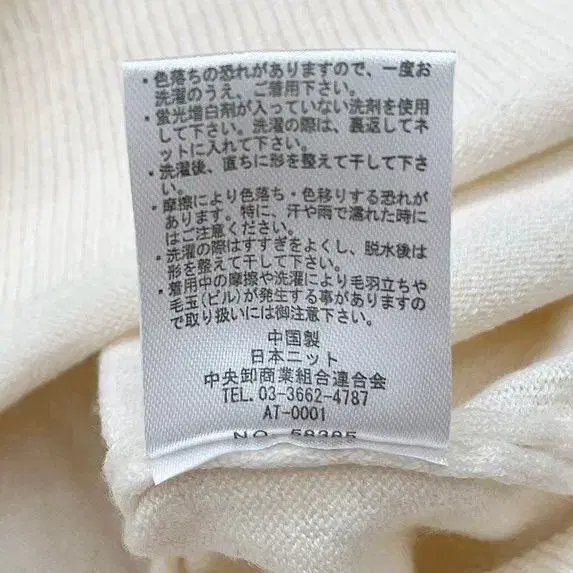 ・色落ちの恐れがありますので、一度お
洗濯のうえ、ご着用下さい。
・蛍光増白剤が入っていない洗剤を使用
して下さい。洗濯の際は、裏返してネ
ットに入れて下さい。
・洗濯後、直ちに形を整えて干して下さ
い。
・摩擦により色落ち・色移りする恐れが
あります。特に、汗や雨で濡れた時に
はご注意ください。
・洗濯の際はすすぎをよくし、脱水後は
形を整えて干して下さい。
・着用中の摩擦や洗濯により毛羽立ちや
毛玉(ピル)が発生する事がありますの
で取り扱いには御注意下さい。
中国製
日本ニット
中央卸商業組合連合会
TEL. 03-3662-4787
AT-0001
NO. 58385